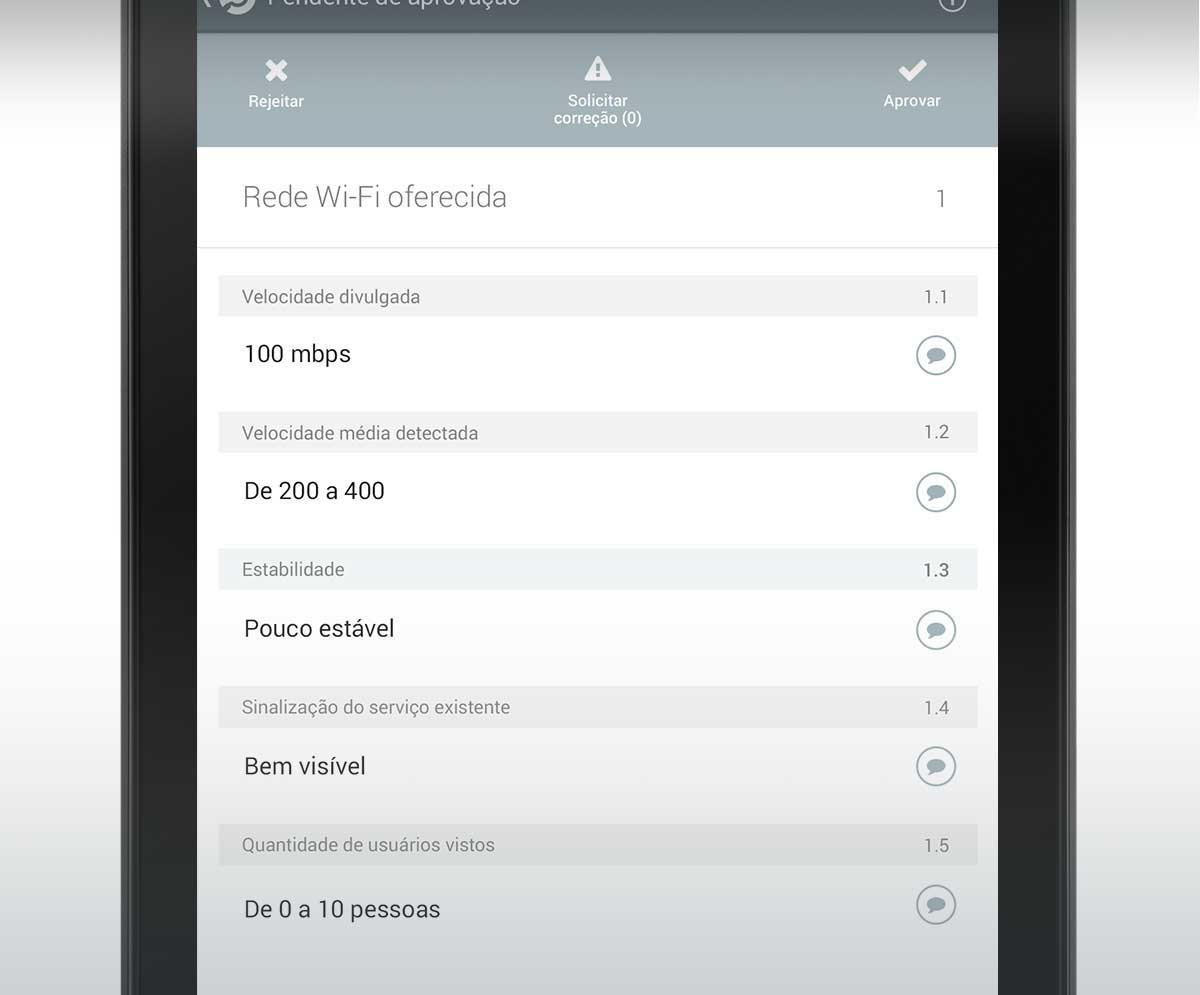 Pendente de aprovação
Rejeitar
Solicitar
correção (0)
Aprovar
Rede Wi-Fi oferecida 1
Velocidade divulgada 1.1
100 mbps
Velocidade média detectada 1.2
De 200 a 400
Estabilidade 1.3
Pouco estável
Sinalização do serviço existente 1.4
Bem visível
Quantidade de usuários vistos 1.5
De 0 a 10 pessoas